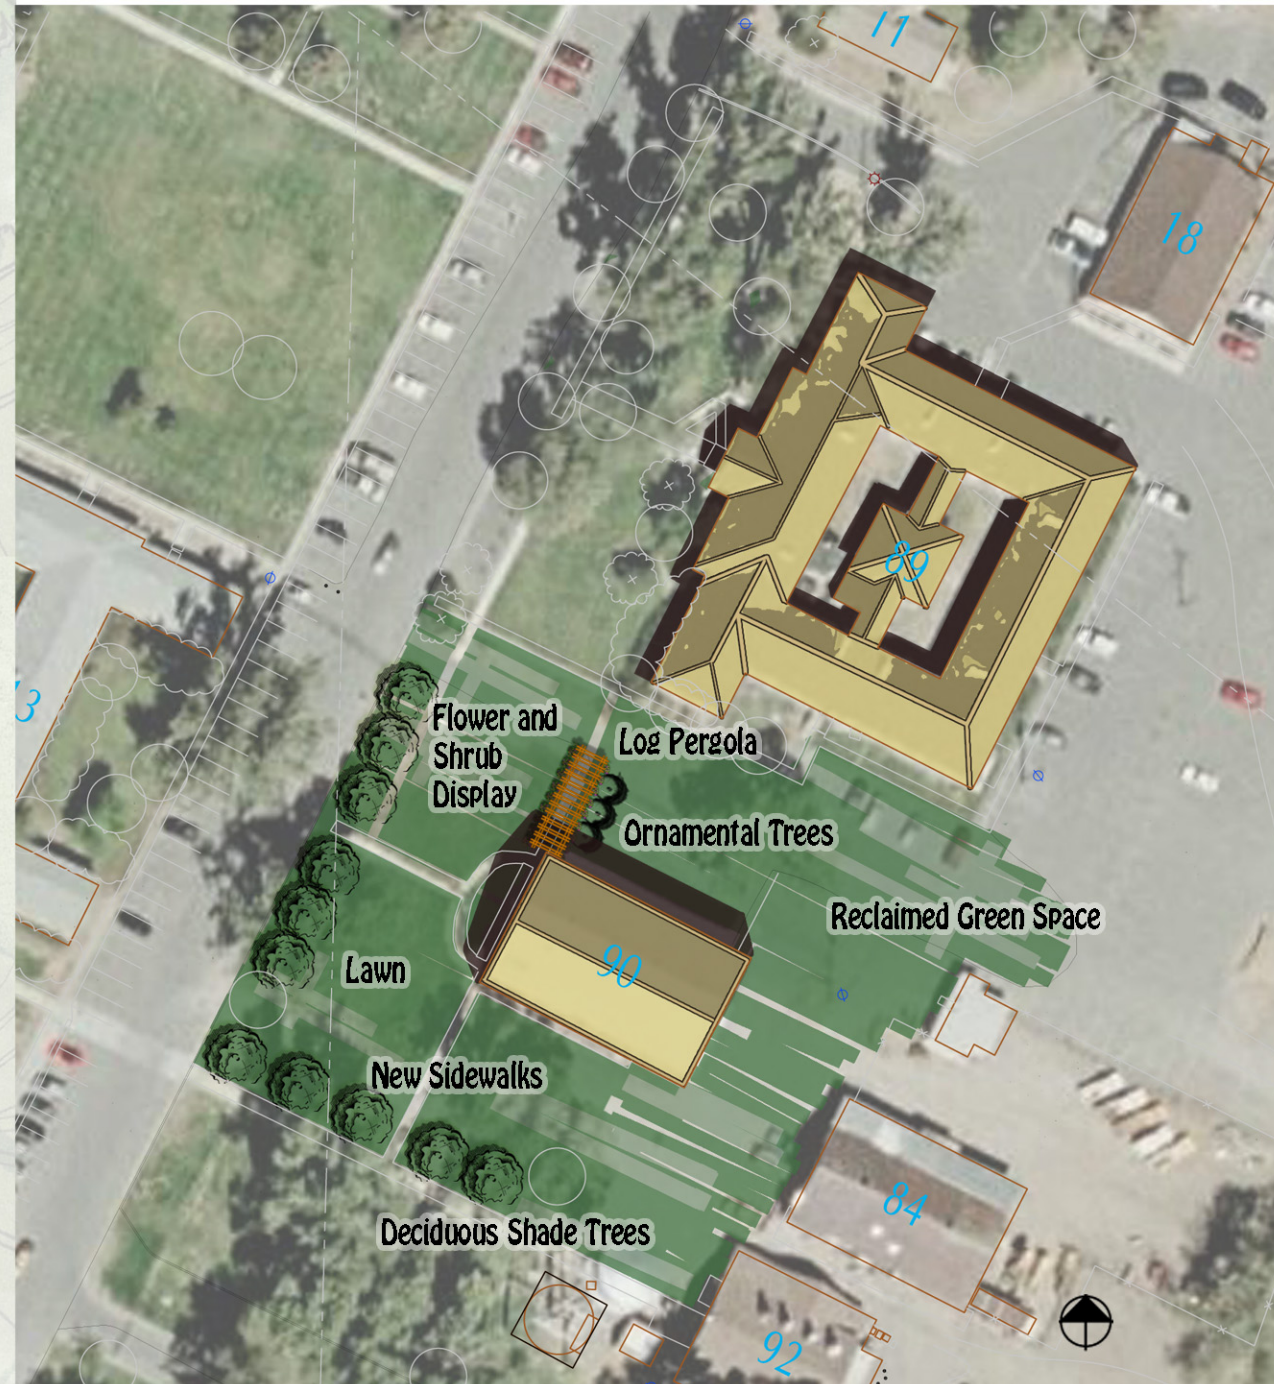 11
18
89
13
Flower and
Shrub
Display
Log Pergola
Ornamental Trees
Reclaimed Green Space
90
Lawn
New Sidewalks
84
Deciduous Shade Trees
92